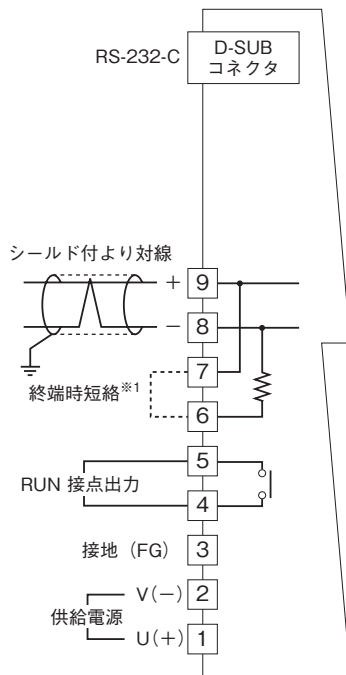 RS-232-C
D-SUB
コネクタ
シールド付より対線
+ 9
− 8
7
終端時短絡※1
6
5
RUN 接点出力
4
接地（FG） 3
V(−) 2
供給電源
U(+) 1